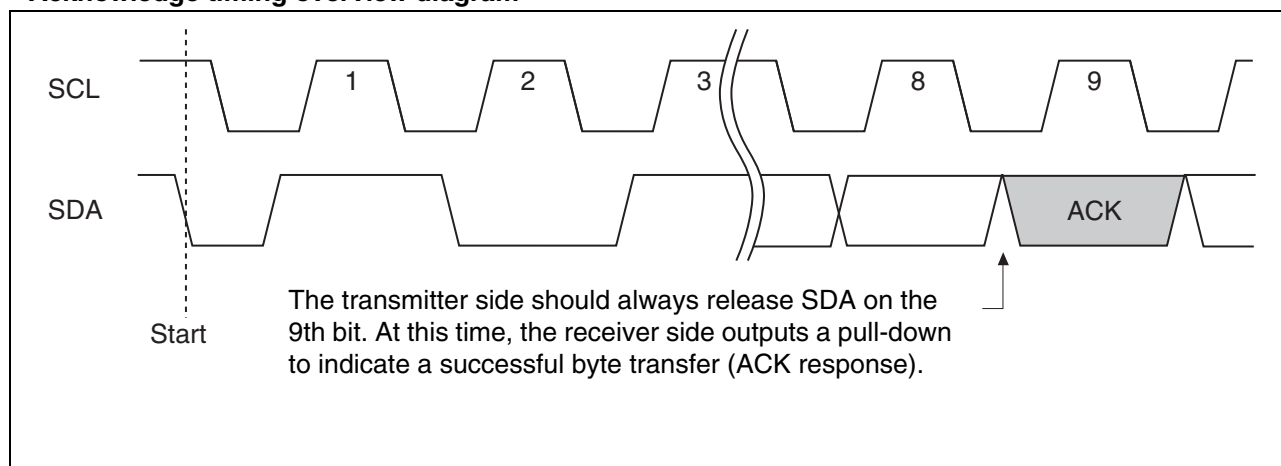 Acknowledge timing overview diagram
SCL
1
2
3
8
9
SDA
ACK
Start
The transmitter side should always release SDA on the
9th bit. At this time, the receiver side outputs a pull-down
to indicate a successful byte transfer (ACK response).